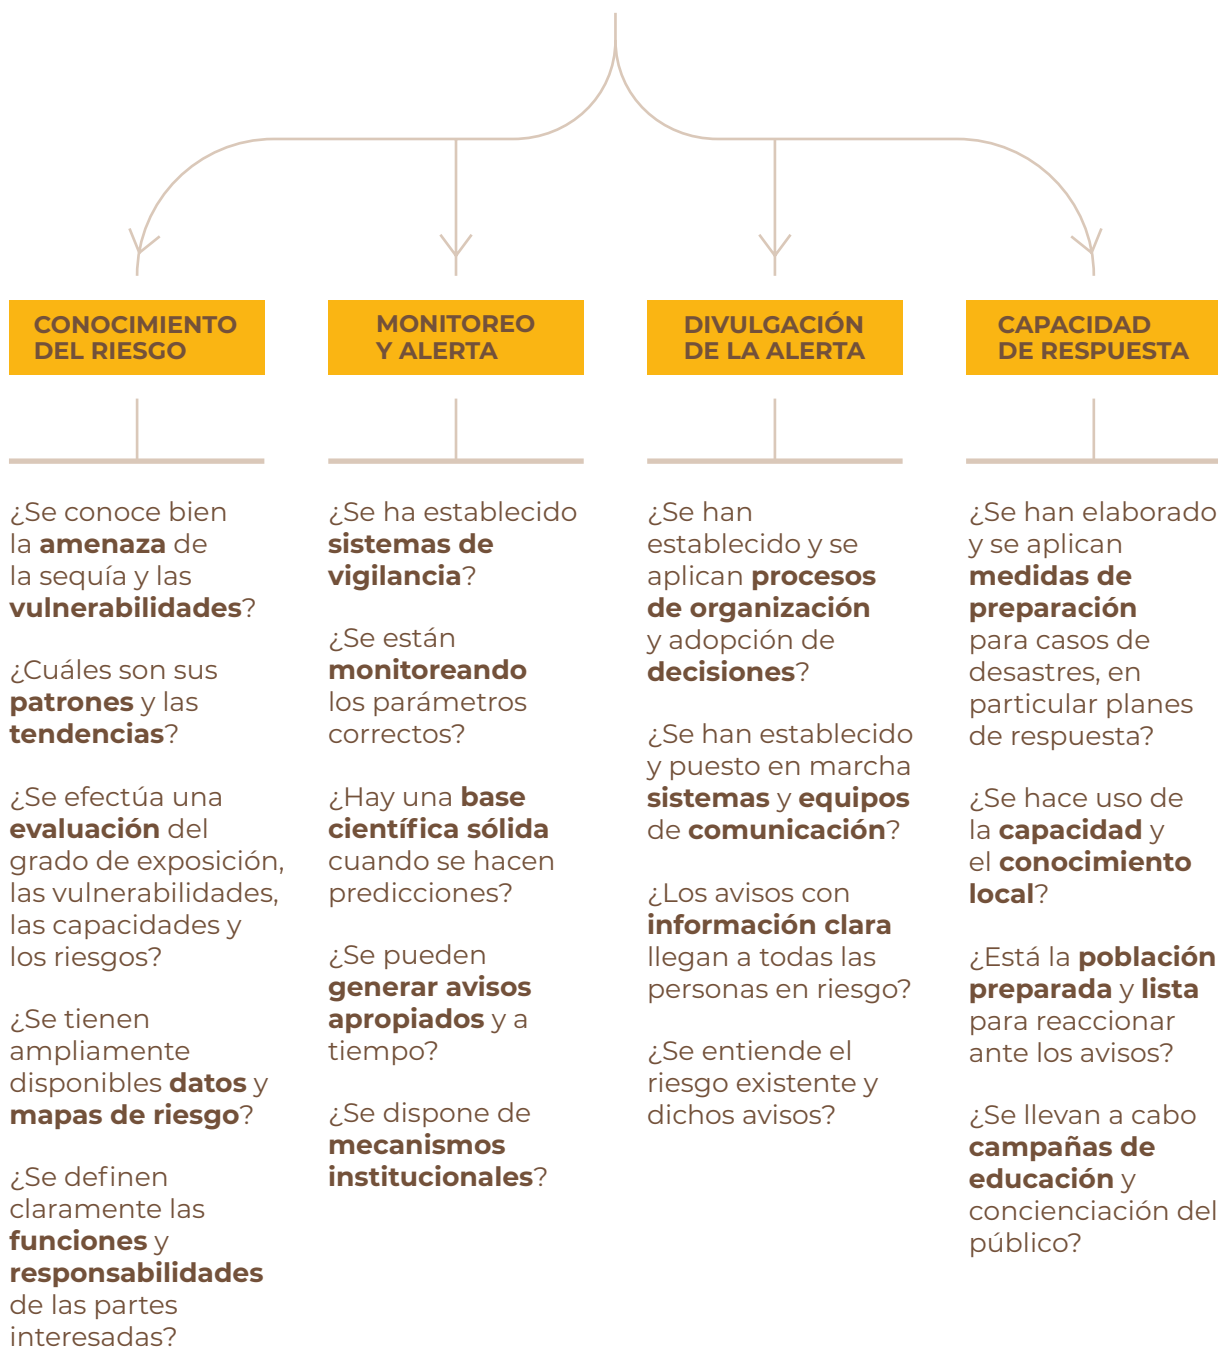 CONOCIMIENTO
DEL RIESGO
¿Se conoce bien
la amenaza de
la sequía y las
vulnerabilidades?
¿Cuáles son sus
patrones y las
tendencias?
¿Se efectúa una
evaluación del
grado de exposición,
las vulnerabilidades,
las capacidades y
los riesgos?
¿Se tienen
ampliamente
disponibles datos y
mapas de riesgo?
¿Se definen
claramente las
funciones y
responsabilidades
de las partes
interesadas?
MONITOREO
Y ALERTA
¿Se ha establecido
sistemas de
vigilancia?
¿Se están
monitoreando
los parámetros
correctos?
¿Hay una base
científica sólida
cuando se hacen
predicciones?
¿Se pueden
generar avisos
apropiados y a
tiempo?
¿Se dispone de
mecanismos
institucionales?
DIVULGACIÓN
DE LA ALERTA
¿Se han
establecido y se
aplican procesos
de organización
y adopción de
decisiones?
¿Se han establecido
y puesto en marcha
sistemas y equipos
de comunicación?
¿Los avisos con
información clara
llegan a todas las
personas en riesgo?
¿Se entiende el
riesgo existente y
dichos avisos?
CAPACIDAD
DE RESPUESTA
¿Se han elaborado
y se aplican
medidas de
preparación
para casos de
desastres, en
particular planes
de respuesta?
¿Se hace uso de
la capacidad y
el conocimiento
local?
¿Está la población
preparada y lista
para reaccionar
ante los avisos?
¿Se llevan a cabo
campañas de
educación y
concienciación del
público?